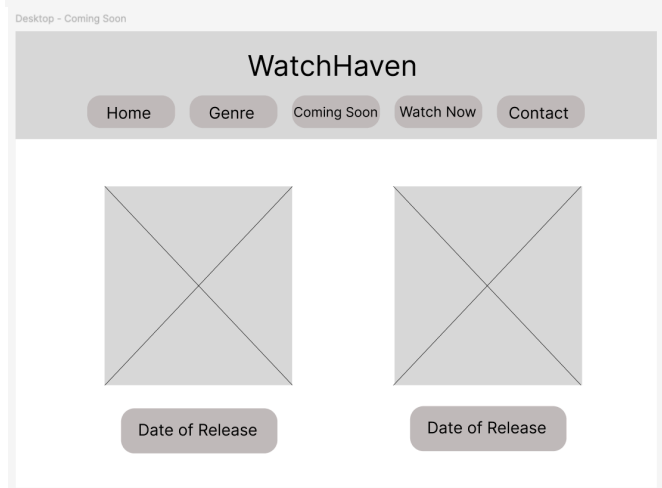 Desktop - Coming Soon
WatchHaven
Home Genre Coming Soon Watch Now Contact
Date of Release Date of Release